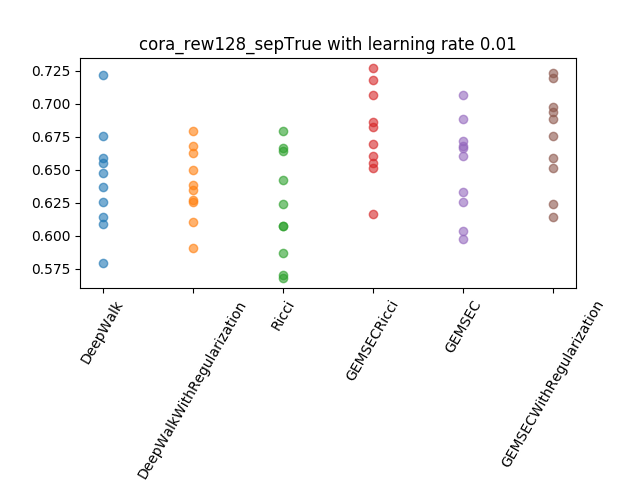 cora_rew128_sepTrue with learning rate 0.01
0.725
0.700
0.675
0.650
0.625
0.600
0.575
DeepWalk
DeepWalkWithRegularization
Ricci
GEMSECRicci
GEMSEC
GEMSECWithRegularization